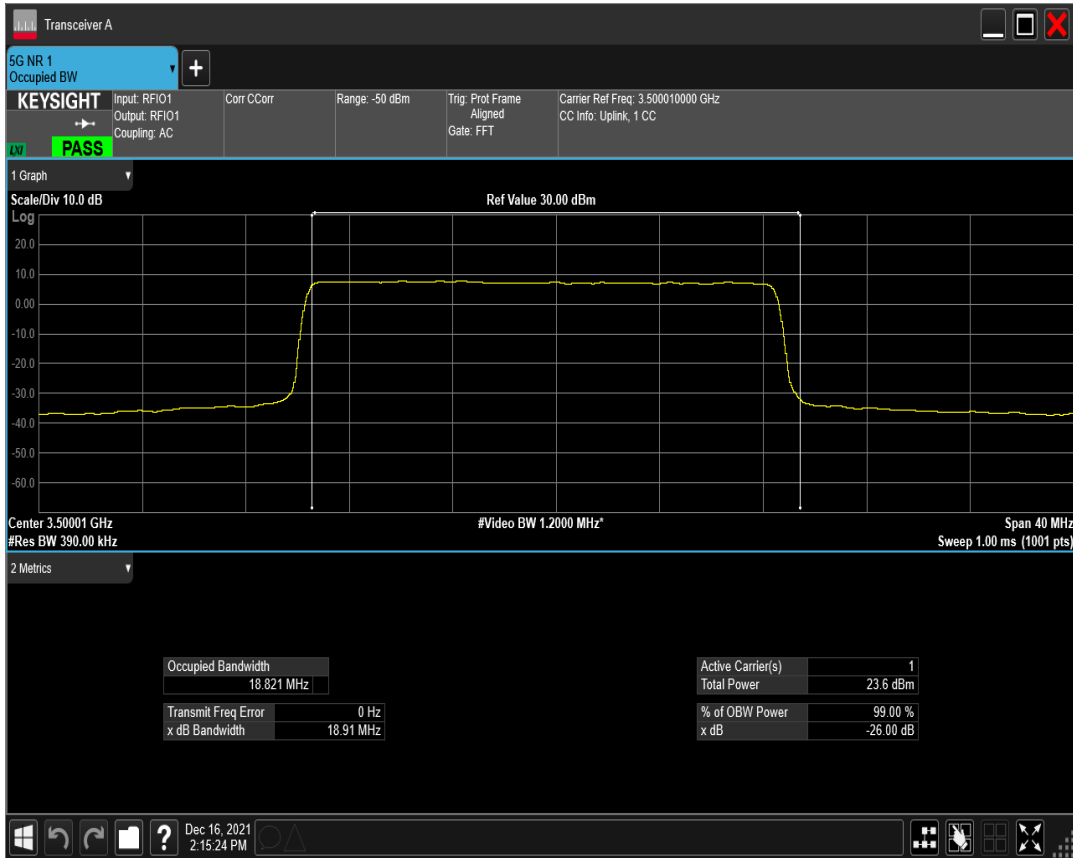 Transceiver A
5G NR 1
Occupied BW
KEYSIGHT
LXI
PASS
Input: RFIO1
Output: RFIO1
Coupling: AC
Corr CCorr
Range: -50 dBm
Trig: Prot Frame
Aligned
Gate: FFT
Carrier Ref Freq: 3.500010000 GHz
CC Info: Uplink, 1 CC
1 Graph
Scale/Div 10.0 dB
Ref Value 30.00 dBm
Log
20.0
10.0
0.00
-10.0
-20.0
-30.0
-40.0
-50.0
-60.0
Center 3.50001 GHz
#Video BW 1.2000 MHz*
Span 40 MHz
#Res BW 390.00 kHz
Sweep 1.00 ms (1001 pts)
2 Metrics
Occupied Bandwidth
18.821 MHz
Transmit Freq Error 0 Hz
x dB Bandwidth 18.91 MHz
Active Carrier(s) 1
Total Power 23.6 dBm
% of OBW Power 99.00 %
x dB -26.00 dB
?
Dec 16, 2021
2:15:24 PM